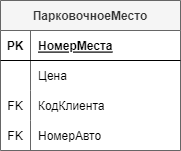 ПарковочноеМесто
PK НомерМеста
Цена
FK КодКлиента
FK НомерАвто